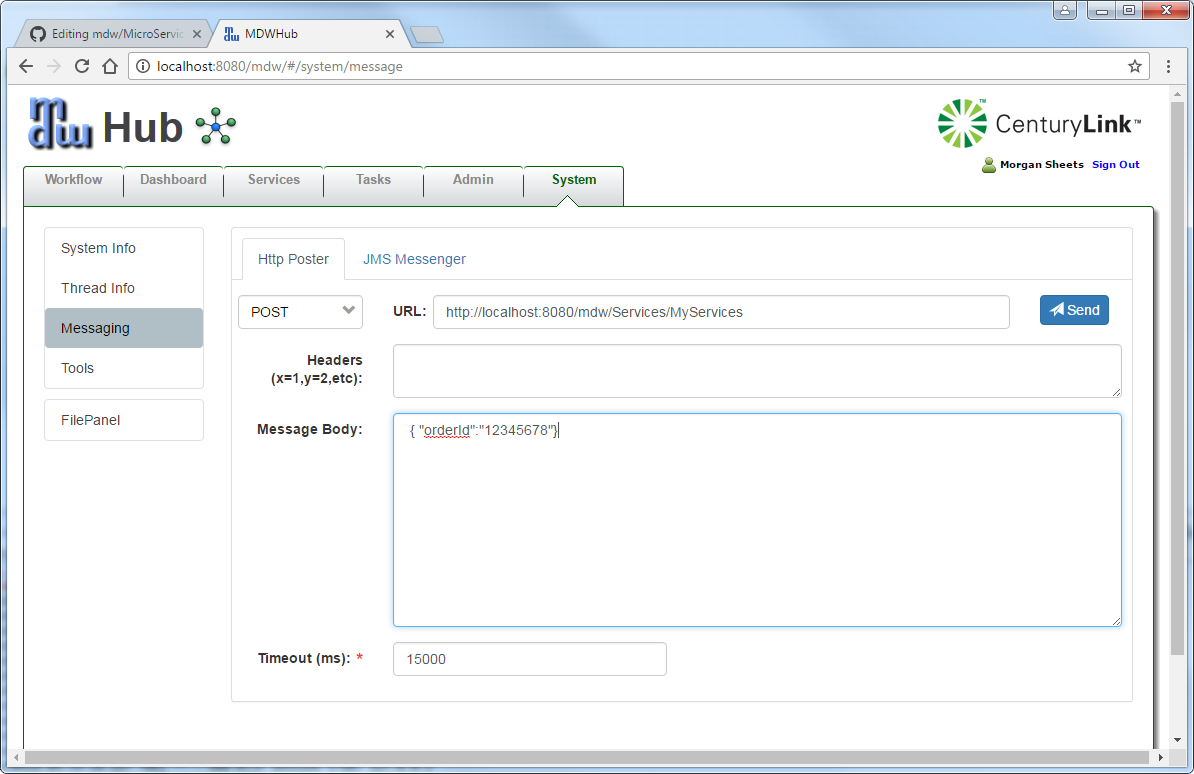 Editing mdw/MicroServic
MDWHub
localhost:8080/mdw/#/system/message
mdw Hub
CenturyLink™
Morgan Sheets Sign Out
Workflow Dashboard Services Tasks Admin System
System Info
Thread Info
Messaging
Tools
FilePanel
Http Poster JMS Messenger
POST URL: http://localhost:8080/mdw/Services/MyServices Send
Headers
(x=1,y=2,etc):
Message Body: { "orderId":"12345678"}
Timeout (ms): * 15000